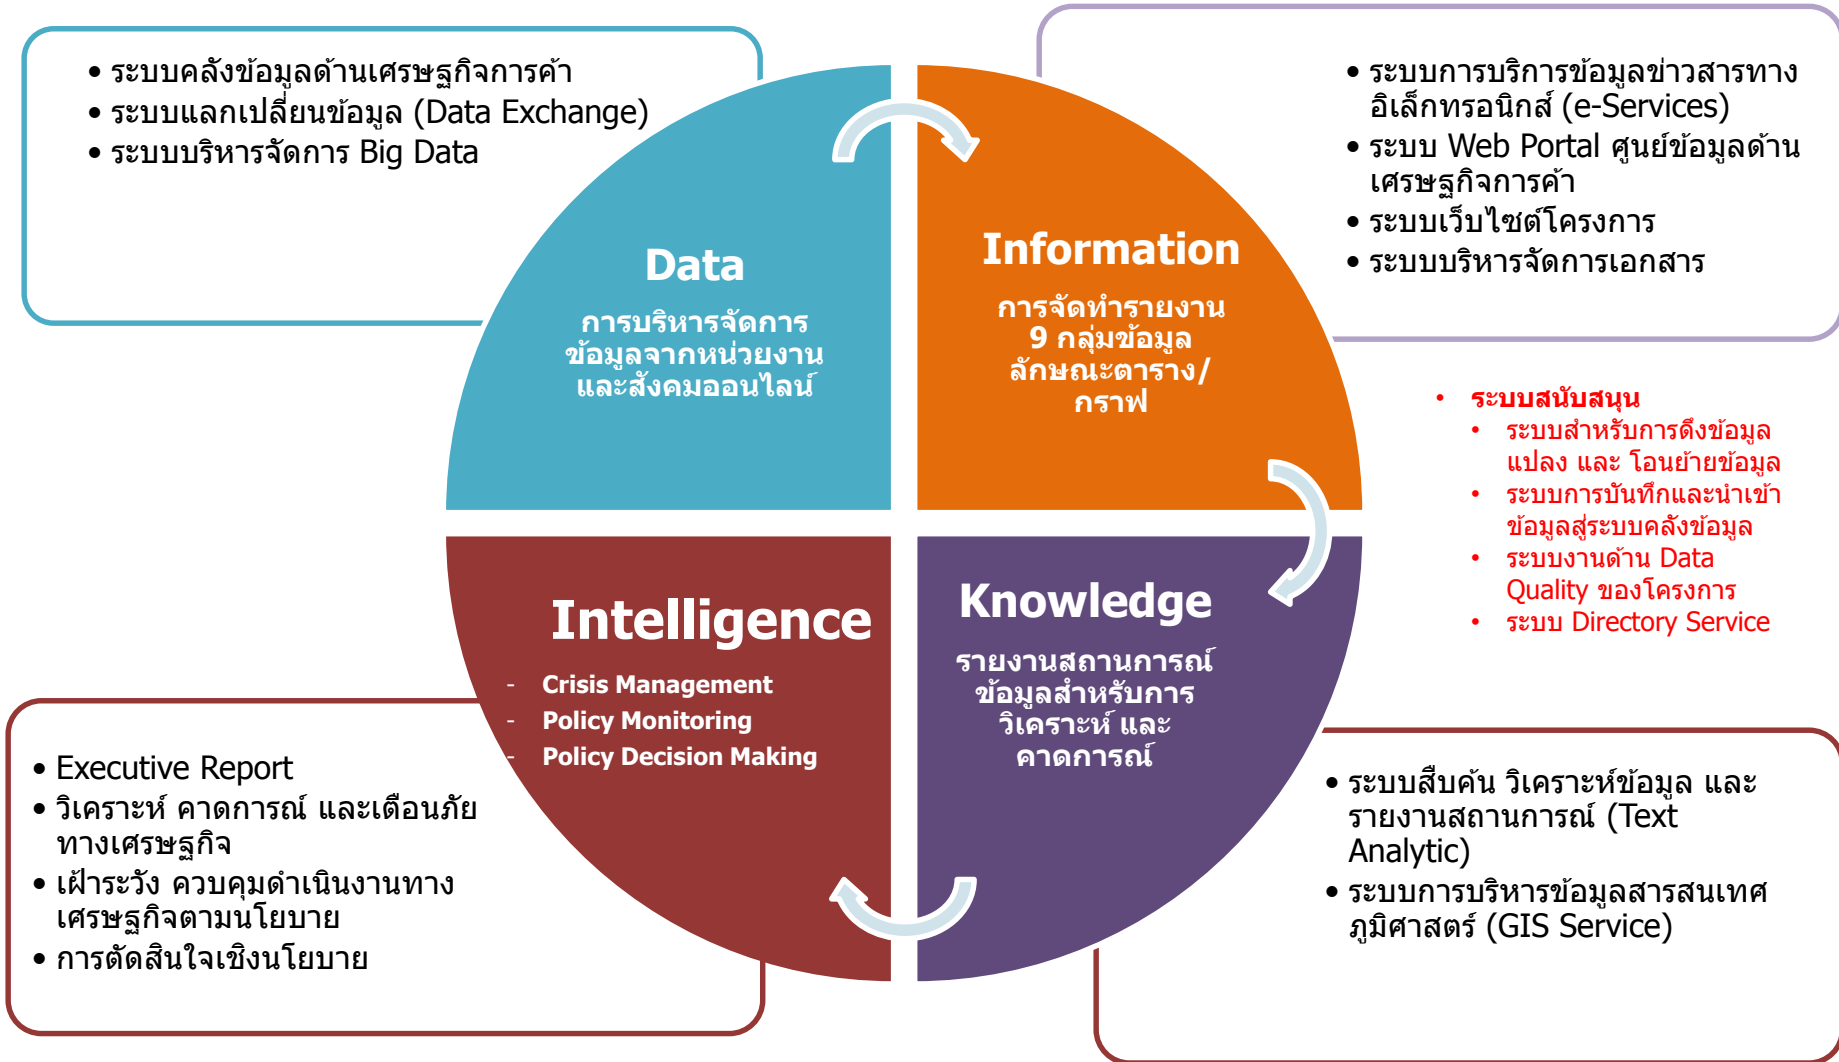 • ระบบคลังข้อมูลด้านเศรษฐกิจการค้า
• ระบบแลกเปลี่ยนข้อมูล (Data Exchange)
• ระบบบริหารจัดการ Big Data
Data
การบริหารจัดการ
ข้อมูลจากหน่วยงาน
และสังคมออนไลน์
Information
การจัดทำรายงาน
9 กลุ่มข้อมูล
ลักษณะตาราง/
กราฟ
• ระบบการบริการข้อมูลข่าวสารทาง
อิเล็กทรอนิกส์ (e-Services)
• ระบบ Web Portal ศูนย์ข้อมูลด้าน
เศรษฐกิจการค้า
• ระบบเว็บไซต์โครงการ
• ระบบบริหารจัดการเอกสาร
• ระบบสนับสนุน
• ระบบสำหรับการดึงข้อมูล
แปลง และ โอนย้ายข้อมูล
• ระบบการบันทึกและนำเข้า
ข้อมูลสู่ระบบคลังข้อมูล
• ระบบงานด้าน Data
Quality ของโครงการ
• ระบบ Directory Service
Intelligence
- Crisis Management
- Policy Monitoring
- Policy Decision Making
Knowledge
รายงานสถานการณ์
ข้อมูลสำหรับการ
วิเคราะห์ และ
คาดการณ์
• Executive Report
• วิเคราะห์ คาดการณ์ และเตือนภัย
ทางเศรษฐกิจ
• เฝ้าระวัง ควบคุมดำเนินงานทาง
เศรษฐกิจตามนโยบาย
• การตัดสินใจเชิงนโยบาย
• ระบบสืบค้น วิเคราะห์ข้อมูล และ
รายงานสถานการณ์ (Text
Analytic)
• ระบบการบริหารข้อมูลสารสนเทศ
ภูมิศาสตร์ (GIS Service)